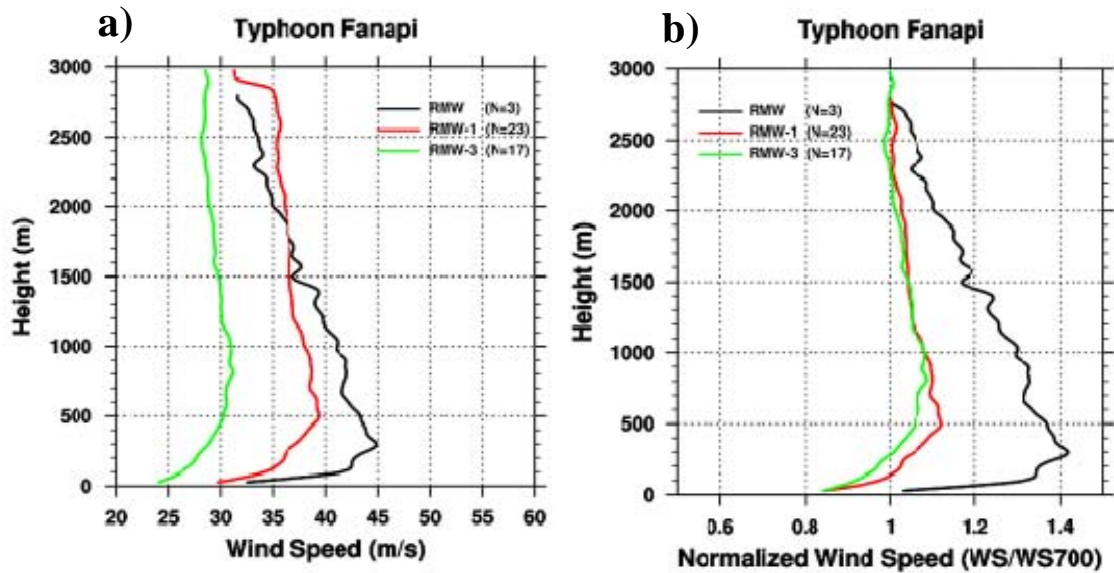 a)
Typhoon Fanapi
3000
2500
2000
1500
1000
500
0
Height (m)
RMW (N=3)
RMW-1 (N=23)
RMW-3 (N=17)
20 25 30 35 40 45 50 55 60
Wind Speed (m/s)
b)
Typhoon Fanapi
3000
2500
2000
1500
1000
500
0
Height (m)
RMW (N=3)
RMW-1 (N=23)
RMW-3 (N=17)
0.6 0.8 1 1.2 1.4
Normalized Wind Speed (WS/WS700)